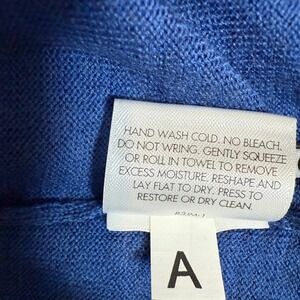 HAND WASH COLD. NO BLEACH.
DO NOT WRING. GENTLY SQUEEZE
OR ROLL IN TOWEL TO REMOVE
EXCESS MOISTURE. RESHAPE AND
LAY FLAT TO DRY. PRESS TO
RESTORE OR DRY CLEAN.
A